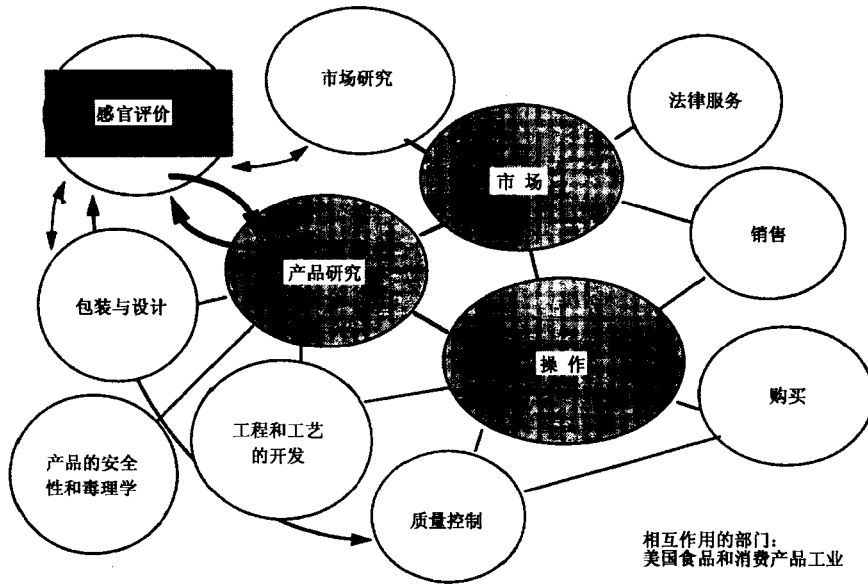 感官评价
市场研究
法律服务
市 场
销售
产品研究
包装与设计
操 作
购买
工程和工艺
的开发
产品的安全
性和毒理学
质量控制
相互作用的部门:
美国食品和消费产品工业